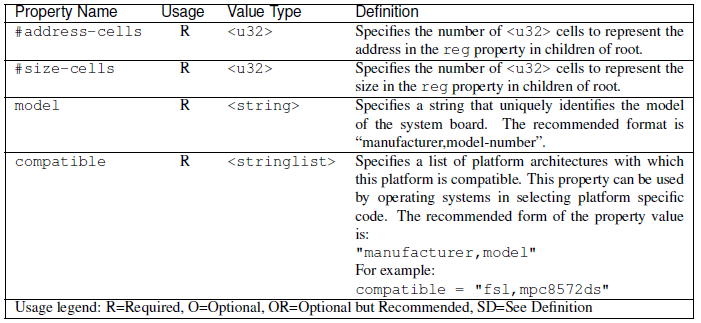 Property Name Usage Value Type Definition
#address-cells R <u32> Specifies the number of <u32> cells to represent the
address in the reg property in children of root.
#size-cells R <u32> Specifies the number of <u32> cells to represent the
size in the reg property in children of root.
model R <string> Specifies a string that uniquely identifies the model
of the system board. The recommended format is
“manufacturer,model-number”.
compatible R <stringlist> Specifies a list of platform architectures with which
this platform is compatible. This property can be used
by operating systems in selecting platform specific
code. The recommended form of the property value
is:
"manufacturer,model"
For example:
compatible = "fsl,mpc8572ds"
Usage legend: R=Required, O=Optional, OR=Optional but Recommended, SD=See Definition